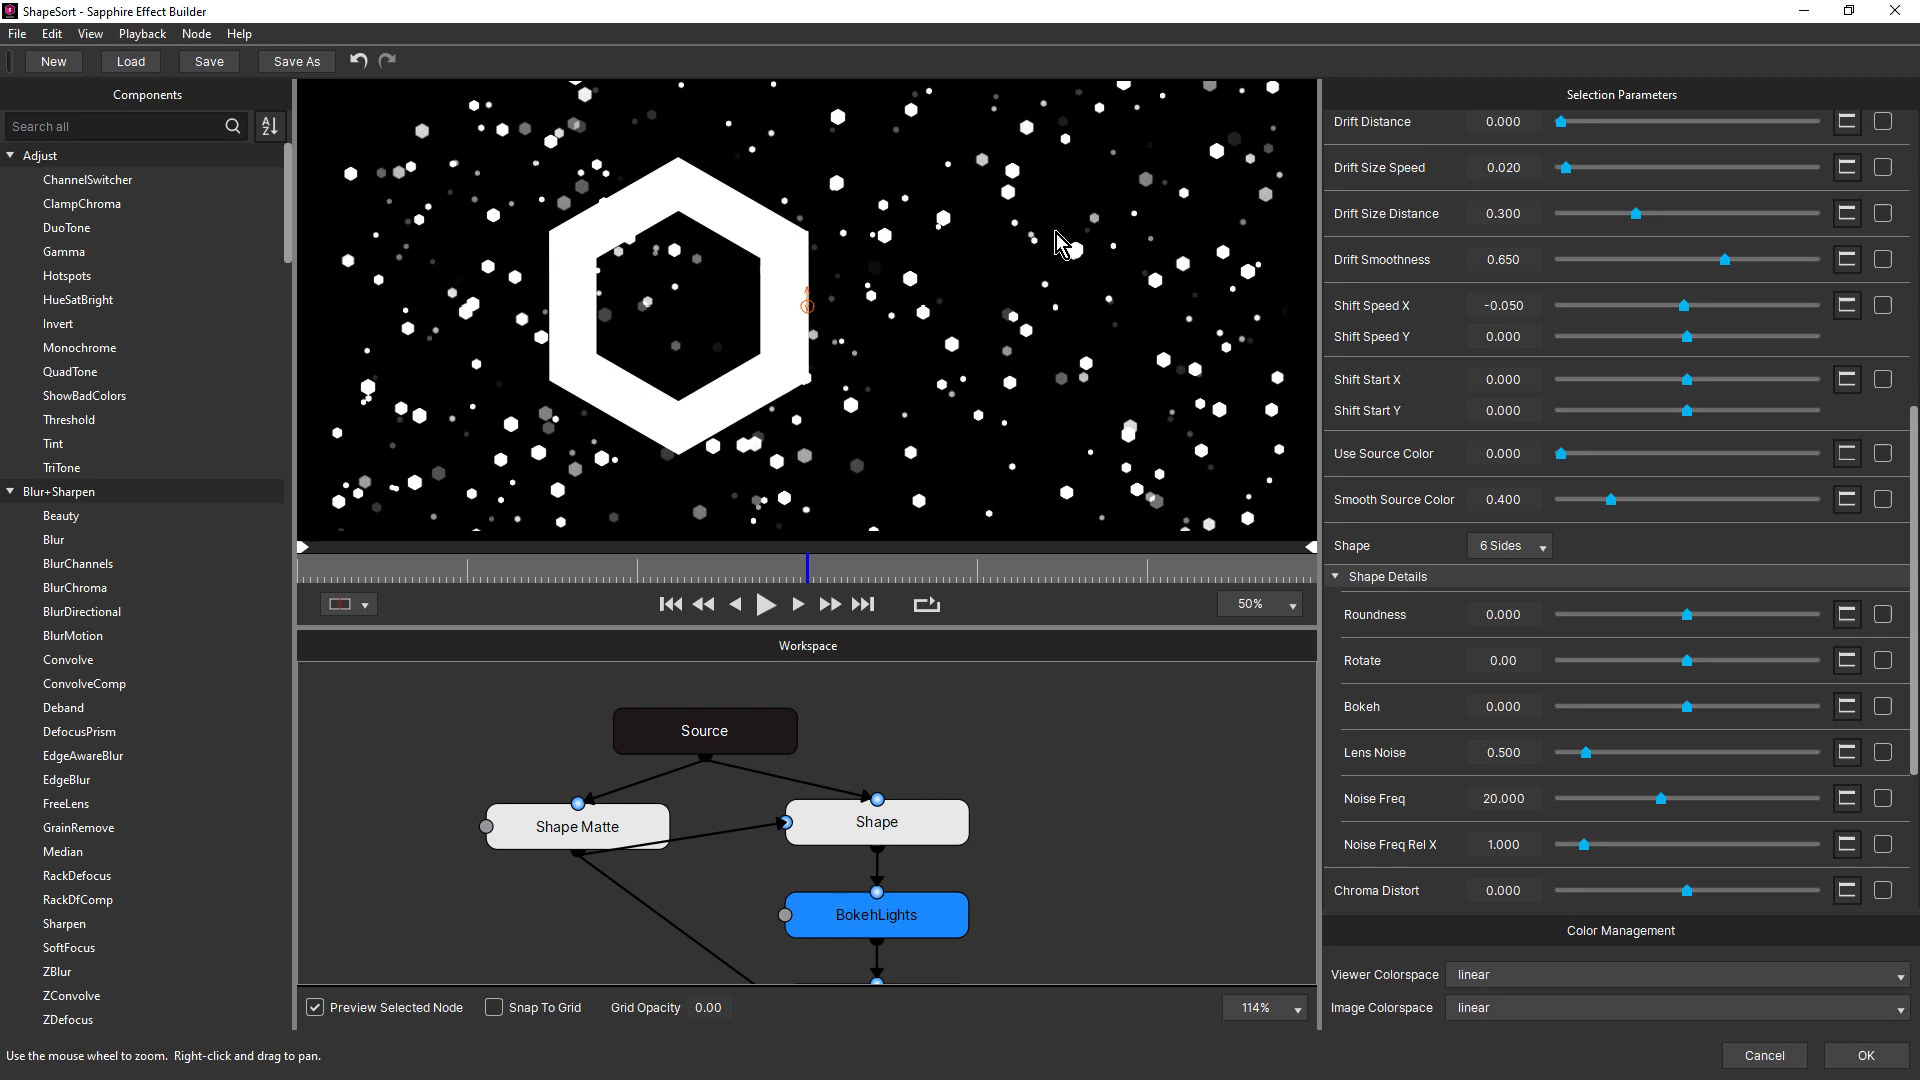 ShapeSort - Sapphire Effect Builder
File Edit View Playback Node Help
New Load Save Save As
Components
Search all
Adjust
ChannelSwitcher
ClampChroma
DuoTone
Gamma
Hotspots
HueSatBright
Invert
Monochrome
QuadTone
ShowBadColors
Threshold
Tint
TriTone
Blur+Sharpen
Beauty
Blur
BlurChannels
BlurChroma
BlurDirectional
BlurMotion
Convolve
ConvolveComp
Deband
DefocusPrism
EdgeAwareBlur
EdgeBlur
FreeLens
GrainRemove
Median
RackDefocus
RackDfComp
Sharpen
SoftFocus
ZBlur
ZConvolve
ZDefocus
50%
Workspace
Source
Shape Matte
Shape
BokehLights
Preview Selected Node Snap To Grid Grid Opacity 0.00 114%
Selection Parameters
Drift Distance 0.000
Drift Size Speed 0.020
Drift Size Distance 0.300
Drift Smoothness 0.650
Shift Speed X -0.050
Shift Speed Y 0.000
Shift Start X 0.000
Shift Start Y 0.000
Use Source Color 0.000
Smooth Source Color 0.400
Shape 6 Sides
Shape Details
Roundness 0.000
Rotate 0.00
Bokeh 0.000
Lens Noise 0.500
Noise Freq 20.000
Noise Freq Rel X 1.000
Chroma Distort 0.000
Color Management
Viewer Colorspace linear
Image Colorspace linear
Use the mouse wheel to zoom. Right-click and drag to pan.
Cancel OK